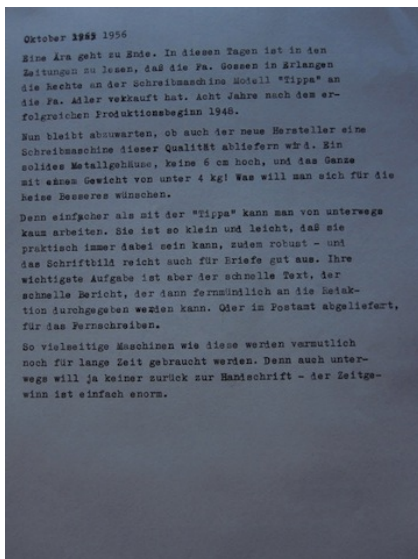 Oktober 1953 1956
Eine Ära geht zu Ende. In diesen Tagen ist in den
Zeitungen zu lesen, daß die Fa. Gossen in Erlangen
die Rechte an der Schreibmaschine Modell "Tippa" an
die Fa. Adler verkauft hat. Acht Jahre nach dem er-
folgreichen Produktionsbeginn 1948.
Nun bleibt abzuwarten, ob auch der neue Hersteller eine
Schreibmaschine dieser Qualität abliefern wird. Ein
solides Metallgehäuse, keine 6 cm hoch, und das Ganze
mit einem Gewicht von unter 4 kg! Was will man sich für die
Reise Besseres wünschen.
Denn einfacher als mit der "Tippa" kann man von unterwegs
kaum arbeiten. Sie ist so klein und leicht, daß sie
praktisch immer dabei sein kann, zudem robust - und
das Schriftbild reicht auch für Briefe gut aus. Ihre
wichtigste Aufgabe ist aber der schnelle Text, der
schnelle Bericht, der dann fernmündlich an die Redak-
tion durchgegeben werden kann. Oder im Postamt abgeliefert,
für das Fernschreiben.
So vielseitige Maschinen wie diese werden vermutlich
noch für lange Zeit gebraucht werden. Denn auch unter-
wegs will ja keiner zurück zur Handschrift - der Zeitge-
winn ist einfach enorm.